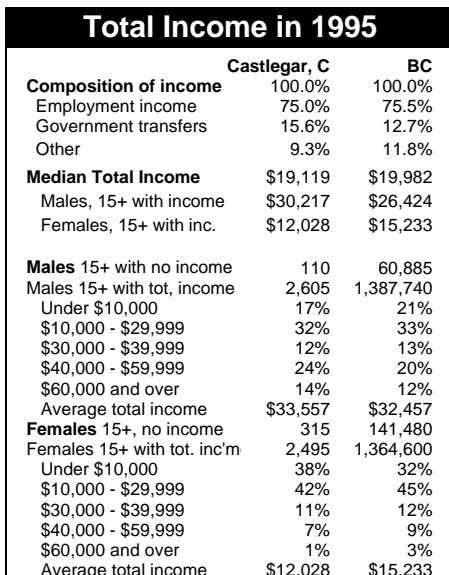 Total Income in 1995
Castlegar, C BC
Composition of income 100.0% 100.0%
Employment income 75.0% 75.5%
Government transfers 15.6% 12.7%
Other 9.3% 11.8%
Median Total Income $19,119 $19,982
Males, 15+ with income $30,217 $26,424
Females, 15+ with inc. $12,028 $15,233
Males 15+ with no income 110 60,885
Males 15+ with tot, income 2,605 1,387,740
Under $10,000 17% 21%
$10,000 - $29,999 32% 33%
$30,000 - $39,999 12% 13%
$40,000 - $59,999 24% 20%
$60,000 and over 14% 12%
Average total income $33,557 $32,457
Females 15+, no income 315 141,480
Females 15+ with tot. inc'm 2,495 1,364,600
Under $10,000 38% 32%
$10,000 - $29,999 42% 45%
$30,000 - $39,999 11% 12%
$40,000 - $59,999 7% 9%
$60,000 and over 1% 3%
Average total income $12,028 $15,233